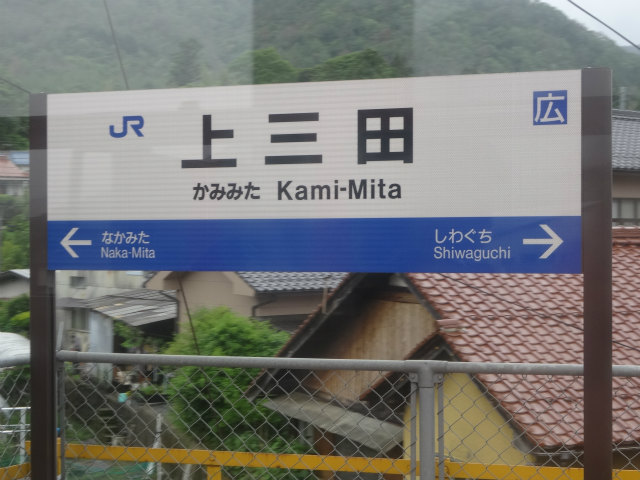 JR
広
上三田
かみみた Kami-Mita
← なかみた
Naka-Mita
しわぐち →
Shiwaguchi